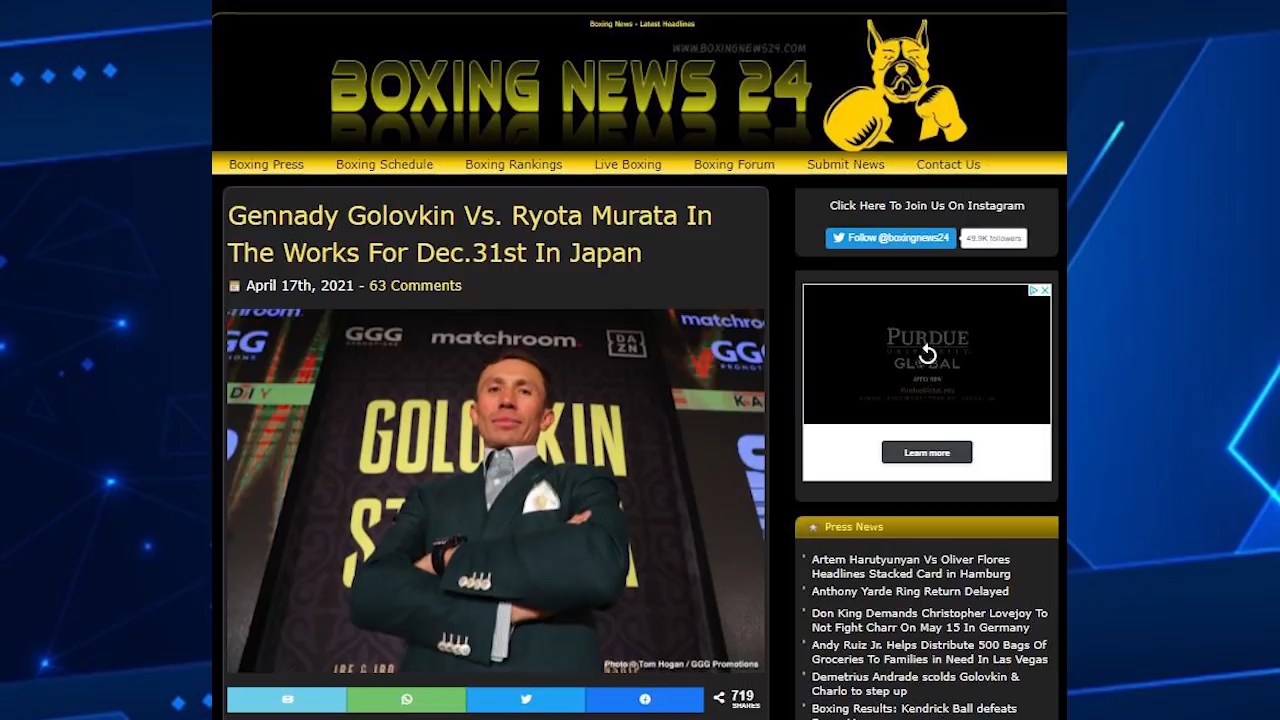 Boxing News - Latest Headlines
WWW.BOXINGNEWS24.COM
BOXING NEWS 24
Boxing Press
Boxing Schedule
Boxing Rankings
Live Boxing
Boxing Forum
Submit News
Contact Us
Gennady Golovkin Vs. Ryota Murata In
The Works For Dec.31st In Japan
April 17th, 2021 - 63 Comments
GGG
PROMOTIONS
matchroom
DAZN
GOLOVKIN
Photo @ Tom Hogan / GGG Promotions
719
SHARES
Click Here To Join Us On Instagram
Follow @boxingnews24
49.9K followers
PURDUE
UNIVERSITY
GLOBAL
Learn more
Press News
Artem Harutyunyan Vs Oliver Flores
Headlines Stacked Card in Hamburg
Anthony Yarde Ring Return Delayed
Don King Demands Christopher Lovejoy To
Not Fight Charr On May 15 In Germany
Andy Ruiz Jr. Helps Distribute 500 Bags Of
Groceries To Families in Need In Las Vegas
Demetrius Andrade scolds Golovkin &
Charlo to step up
Boxing Results: Kendrick Ball defeats